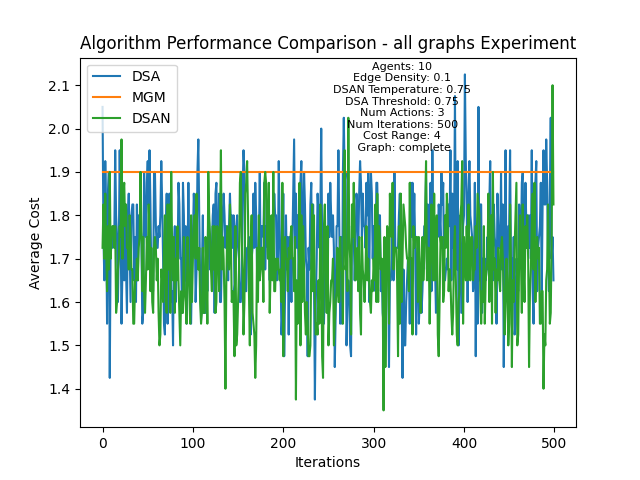 Algorithm Performance Comparison - all graphs Experiment
DSA
MGM
DSAN
Agents: 10
Edge Density: 0.1
DSAN Temperature: 0.75
DSA Threshold: 0.75
Num Actions: 3
Num Iterations: 500
Cost Range: 4
Graph: complete
Average Cost
2.1
2.0
1.9
1.8
1.7
1.6
1.5
1.4
0
100
200
300
400
500
Iterations